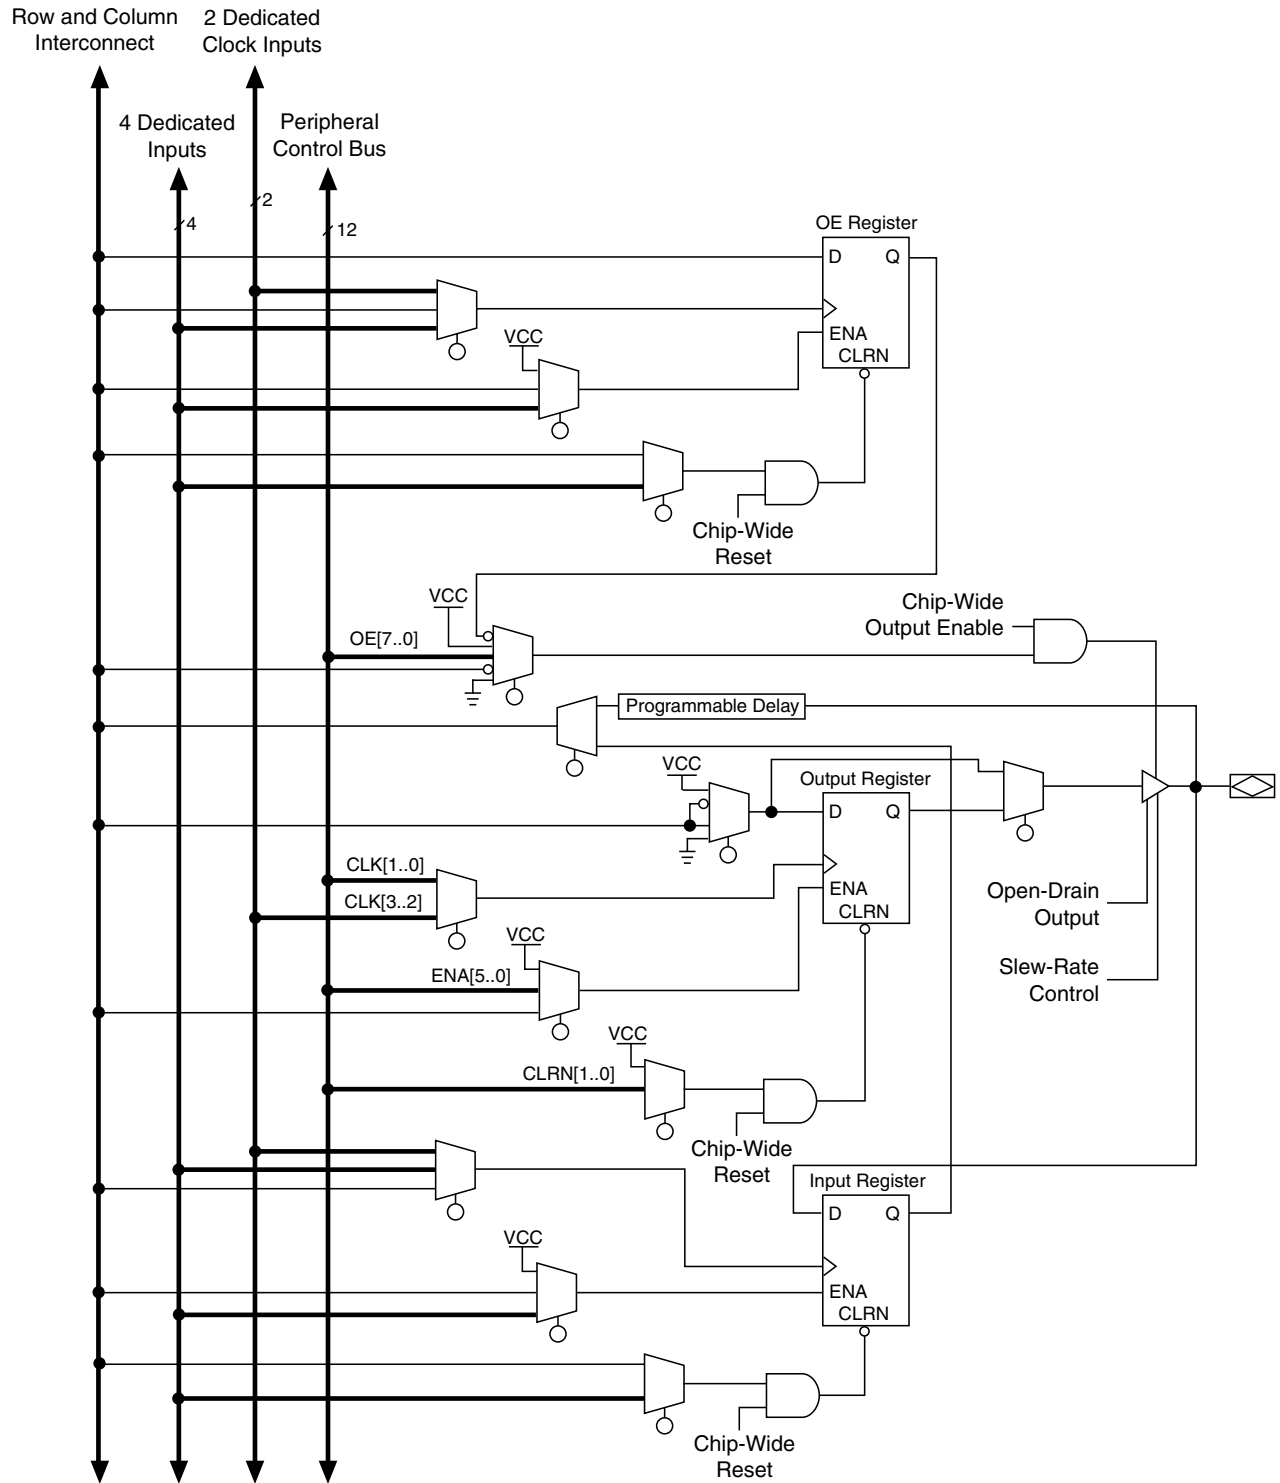 Row and Column
Interconnect
2 Dedicated
Clock Inputs
4 Dedicated
Inputs
Peripheral
Control Bus
2
4
12
OE Register
D
Q
ENA
CLRN
VCC
Chip-Wide
Reset
VCC
OE[7..0]
Chip-Wide
Output Enable
Programmable Delay
VCC
Output Register
D
Q
ENA
CLRN
CLK[1..0]
CLK[3..2]
Open-Drain
Output
VCC
ENA[5..0]
Slew-Rate
Control
VCC
CLRN[1..0]
Chip-Wide
Reset
Input Register
D
Q
ENA
CLRN
VCC
Chip-Wide
Reset